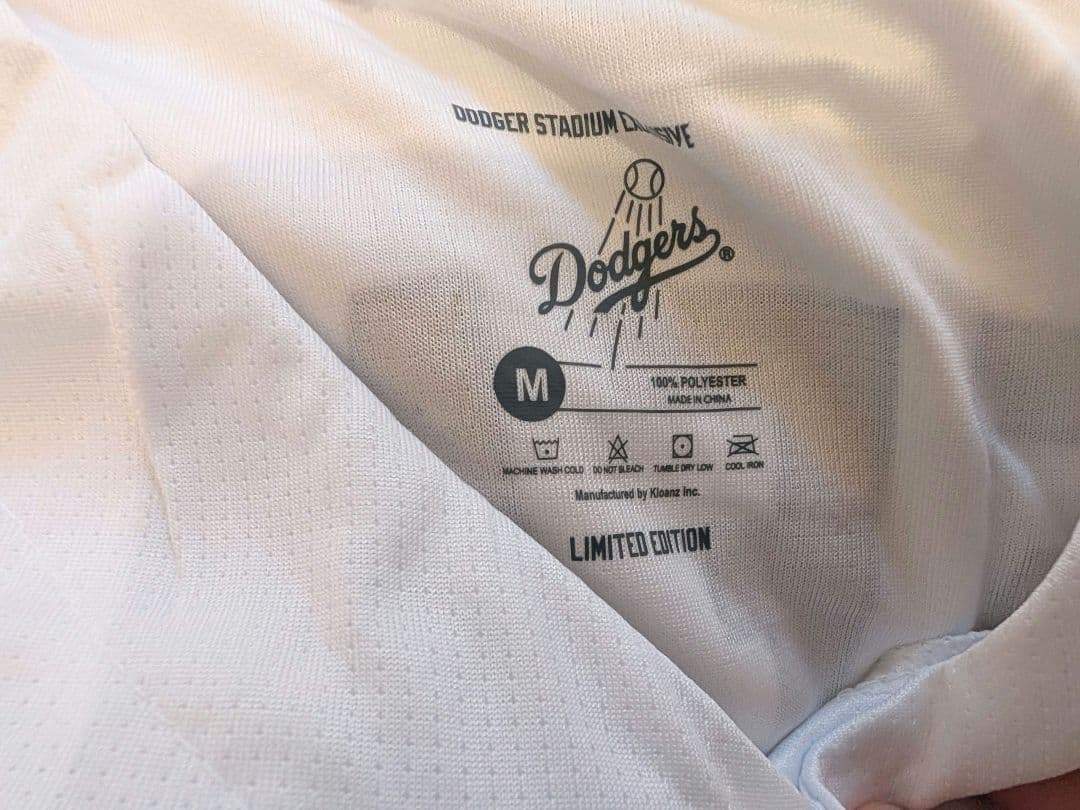 DODGER STADIUM
Dodgers ®
M
100% POLYESTER
MADE IN CHINA
MACHINE WASH COLD DO NOT BLEACH TUMBLE DRY LOW COOL IRON
Manufactured by Kloanz Inc.
LIMITED EDITION